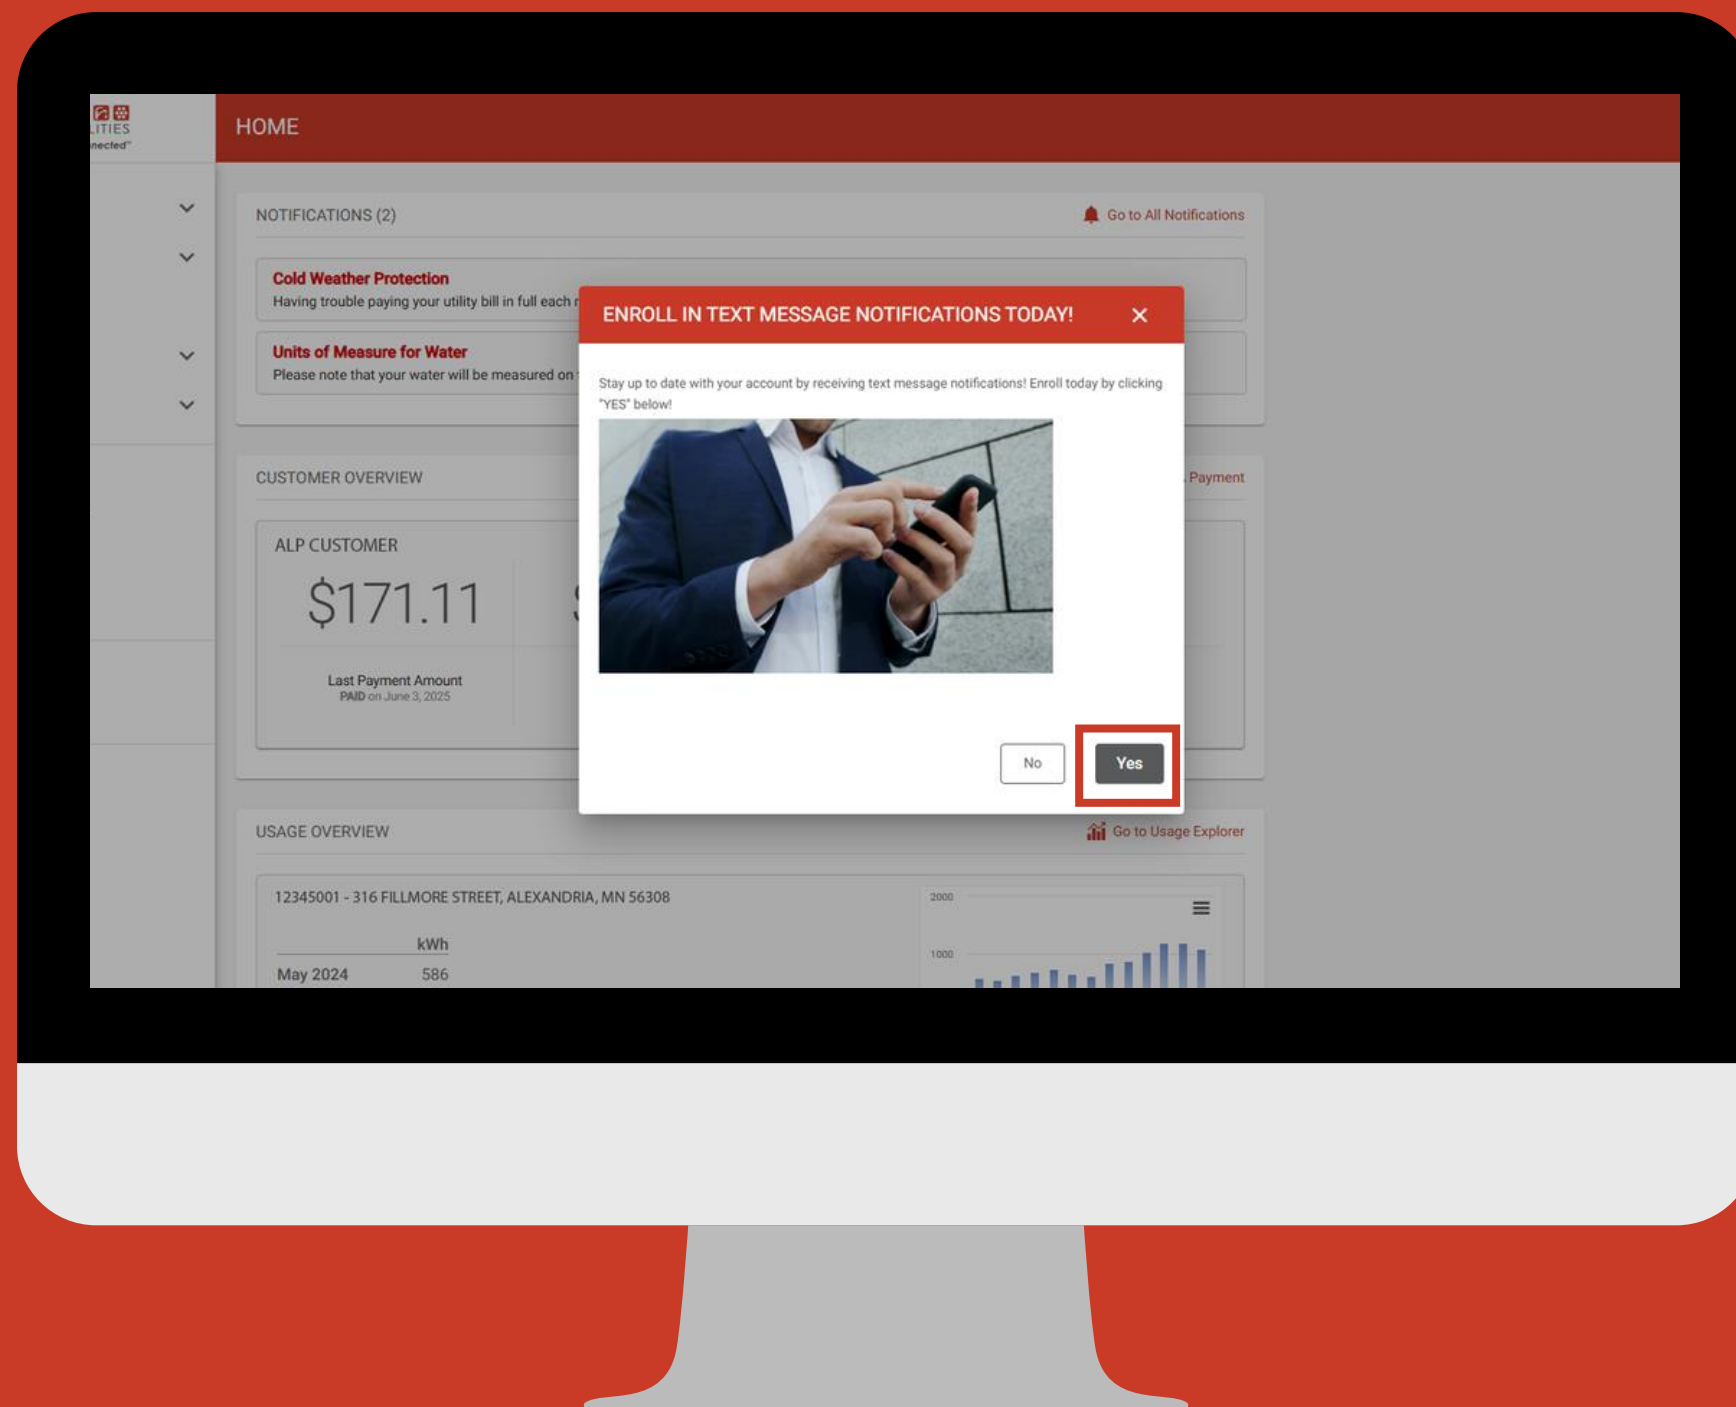 LITIES
nnected™
HOME
NOTIFICATIONS (2)
Go to All Notifications
Cold Weather Protection
Having trouble paying your utility bill in full each
Units of Measure for Water
Please note that your water will be measured on
ENROLL IN TEXT MESSAGE NOTIFICATIONS TODAY!
Stay up to date with your account by receiving text message notifications! Enroll today by clicking
"YES" below!
No
Yes
CUSTOMER OVERVIEW
Payment
ALP CUSTOMER
$171.11
Last Payment Amount
PAID on June 3, 2025
USAGE OVERVIEW
Go to Usage Explorer
12345001 - 316 FILLMORE STREET, ALEXANDRIA, MN 56308
kWh
May 2024 586
2000
1000